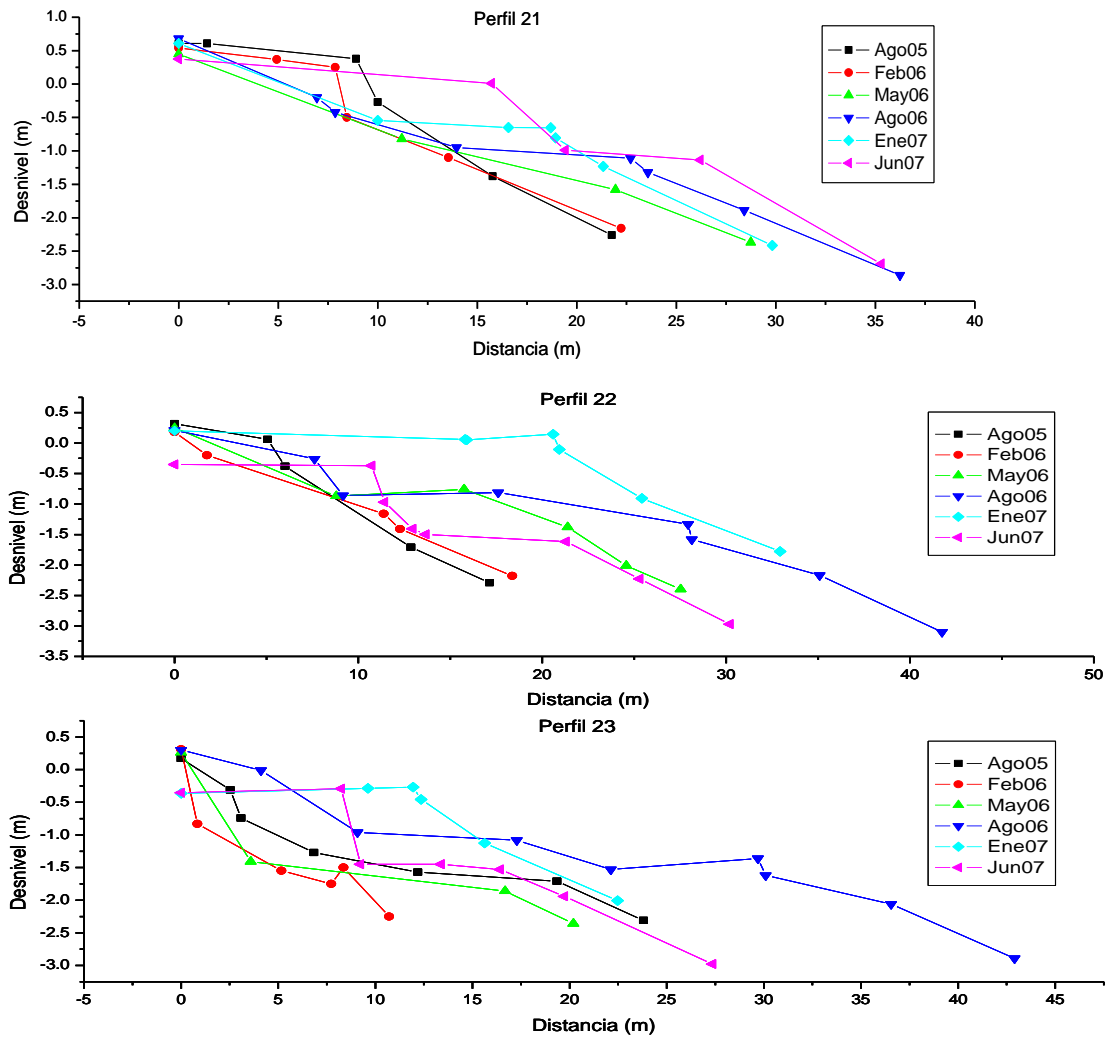 Perfil 21
1.0
0.5
0.0
-0.5
-1.0
-1.5
-2.0
-2.5
-3.0
Desnivel (m)
Ago05
Feb06
May06
Ago06
Ene07
Jun07
-5 0 5 10 15 20 25 30 35 40
Distancia (m)
Perfil 22
0.5
0.0
-0.5
-1.0
-1.5
-2.0
-2.5
-3.0
-3.5
Desnivel (m)
Ago05
Feb06
May06
Ago06
Ene07
Jun07
0 10 20 30 40 50
Distancia (m)
Perfil 23
0.5
0.0
-0.5
-1.0
-1.5
-2.0
-2.5
-3.0
Desnivel (m)
Ago05
Feb06
May06
Ago06
Ene07
Jun07
-5 0 5 10 15 20 25 30 35 40 45
Distancia (m)